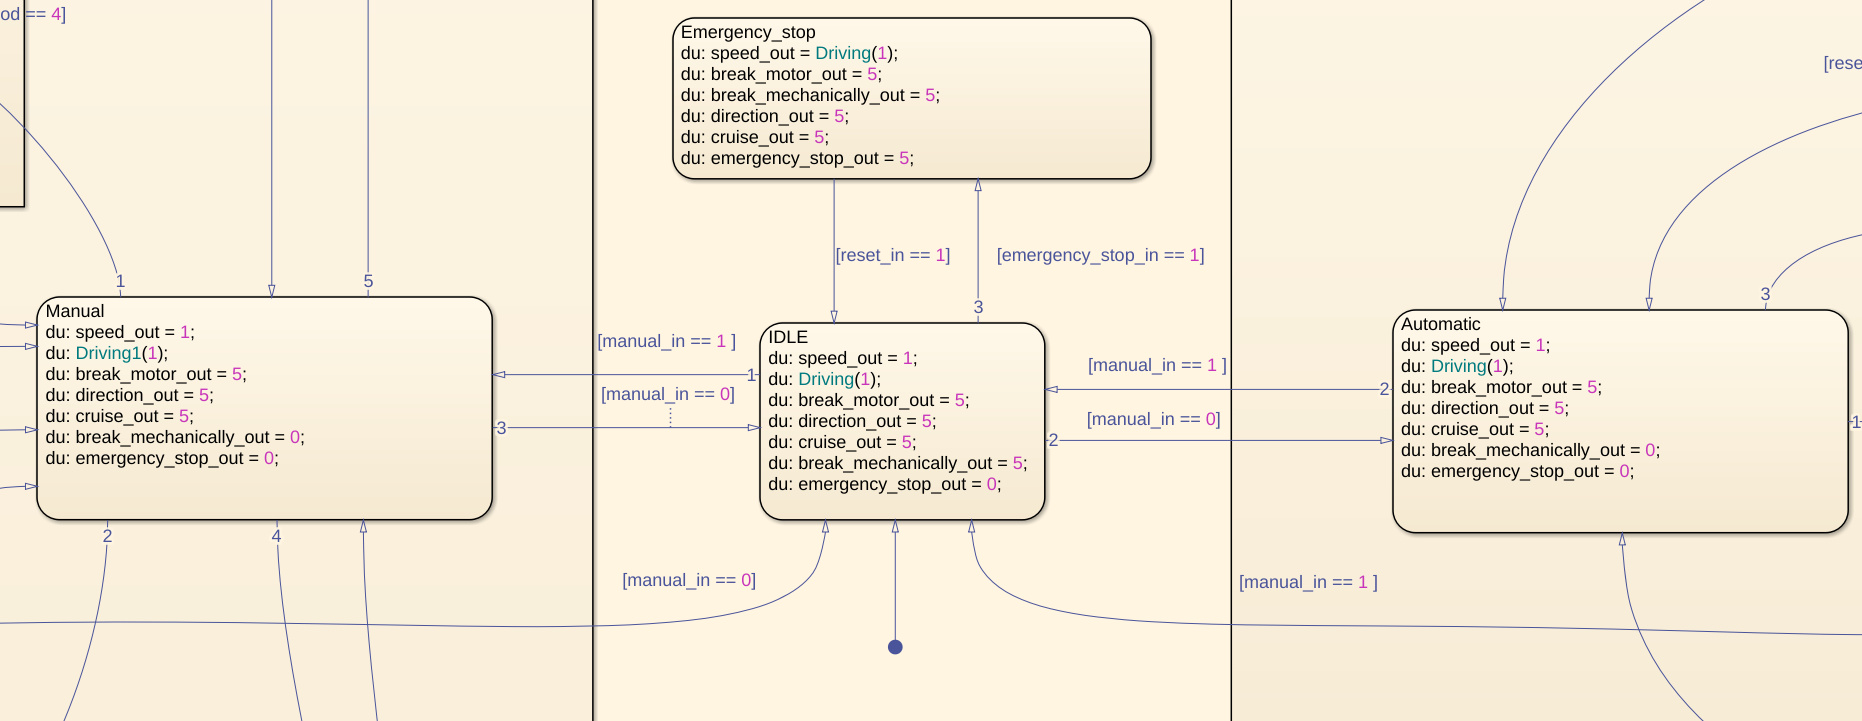 od == 4]
Emergency_stop
du: speed_out = Driving(1);
du: break_motor_out = 5;
du: break_mechanically_out = 5;
du: direction_out = 5;
du: cruise_out = 5;
du: emergency_stop_out = 5;
[rese
[reset_in == 1]
[emergency_stop_in == 1]
1
5
3
3
Manual
du: speed_out = 1;
du: Driving1(1);
du: break_motor_out = 5;
du: direction_out = 5;
du: cruise_out = 5;
du: break_mechanically_out = 0;
du: emergency_stop_out = 0;
2
4
3
[manual_in == 1 ]
1
[manual_in == 0]
IDLE
du: speed_out = 1;
du: Driving(1);
du: break_motor_out = 5;
du: direction_out = 5;
du: cruise_out = 5;
du: break_mechanically_out = 5;
du: emergency_stop_out = 0;
[manual_in == 1 ]
2
[manual_in == 0]
2
Automatic
du: speed_out = 1;
du: Driving(1);
du: break_motor_out = 5;
du: direction_out = 5;
du: cruise_out = 5;
du: break_mechanically_out = 0;
du: emergency_stop_out = 0;
1
[manual_in == 0]
[manual_in == 1 ]